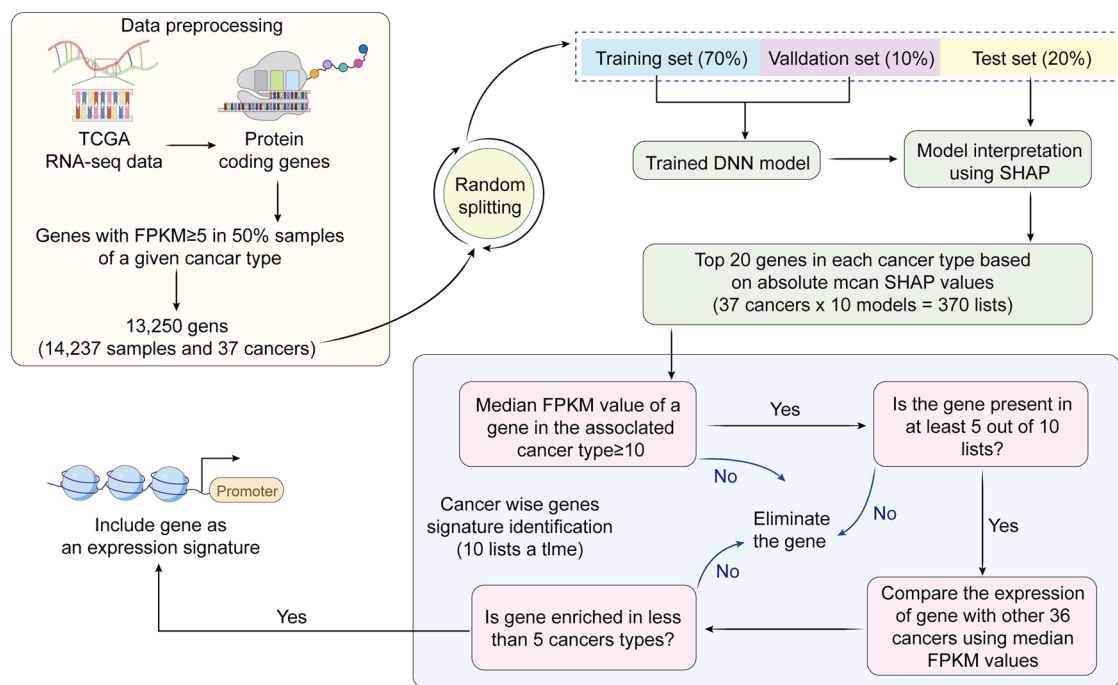 Data preprocessing
TCGA
RNA-seq data
Protein
coding genes
Genes with FPKM≥5 in 50% samples
of a given cancar type
13,250 gens
(14,237 samples and 37 cancers)
Random
splitting
Training set (70%)
Valldation set (10%)
Test set (20%)
Trained DNN model
Model interpretation
using SHAP
Top 20 genes in each cancer type based
on absolute mcan SHAP values
(37 cancers x 10 models = 370 lists)
Median FPKM value of a
gene in the associated
cancer type≥10
Yes
Is the gene present in
at least 5 out of 10
lists?
No
No
Yes
Cancer wise genes
signature identification
(10 lists a tIme)
Eliminate
the gene
No
Compare the expression
of gene with other 36
cancers using median
FPKM values
Is gene enriched in less
than 5 cancers types?
Yes
Promoter
Include gene as
an expression signature